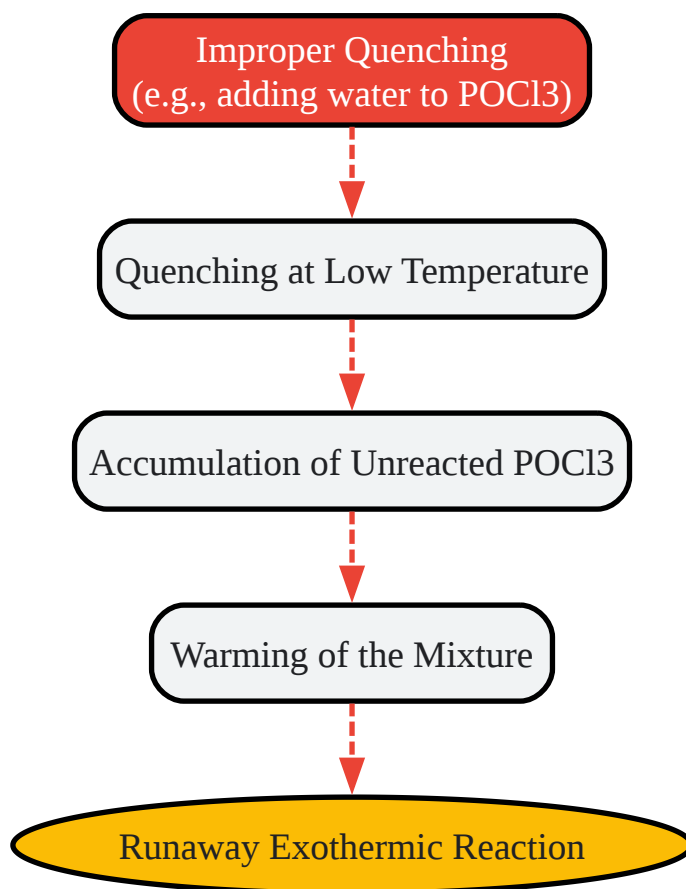 Improper Quenching
(e.g., adding water to POCl3)
Quenching at Low Temperature
Accumulation of Unreacted POCl3
Warming of the Mixture
Runaway Exothermic Reaction